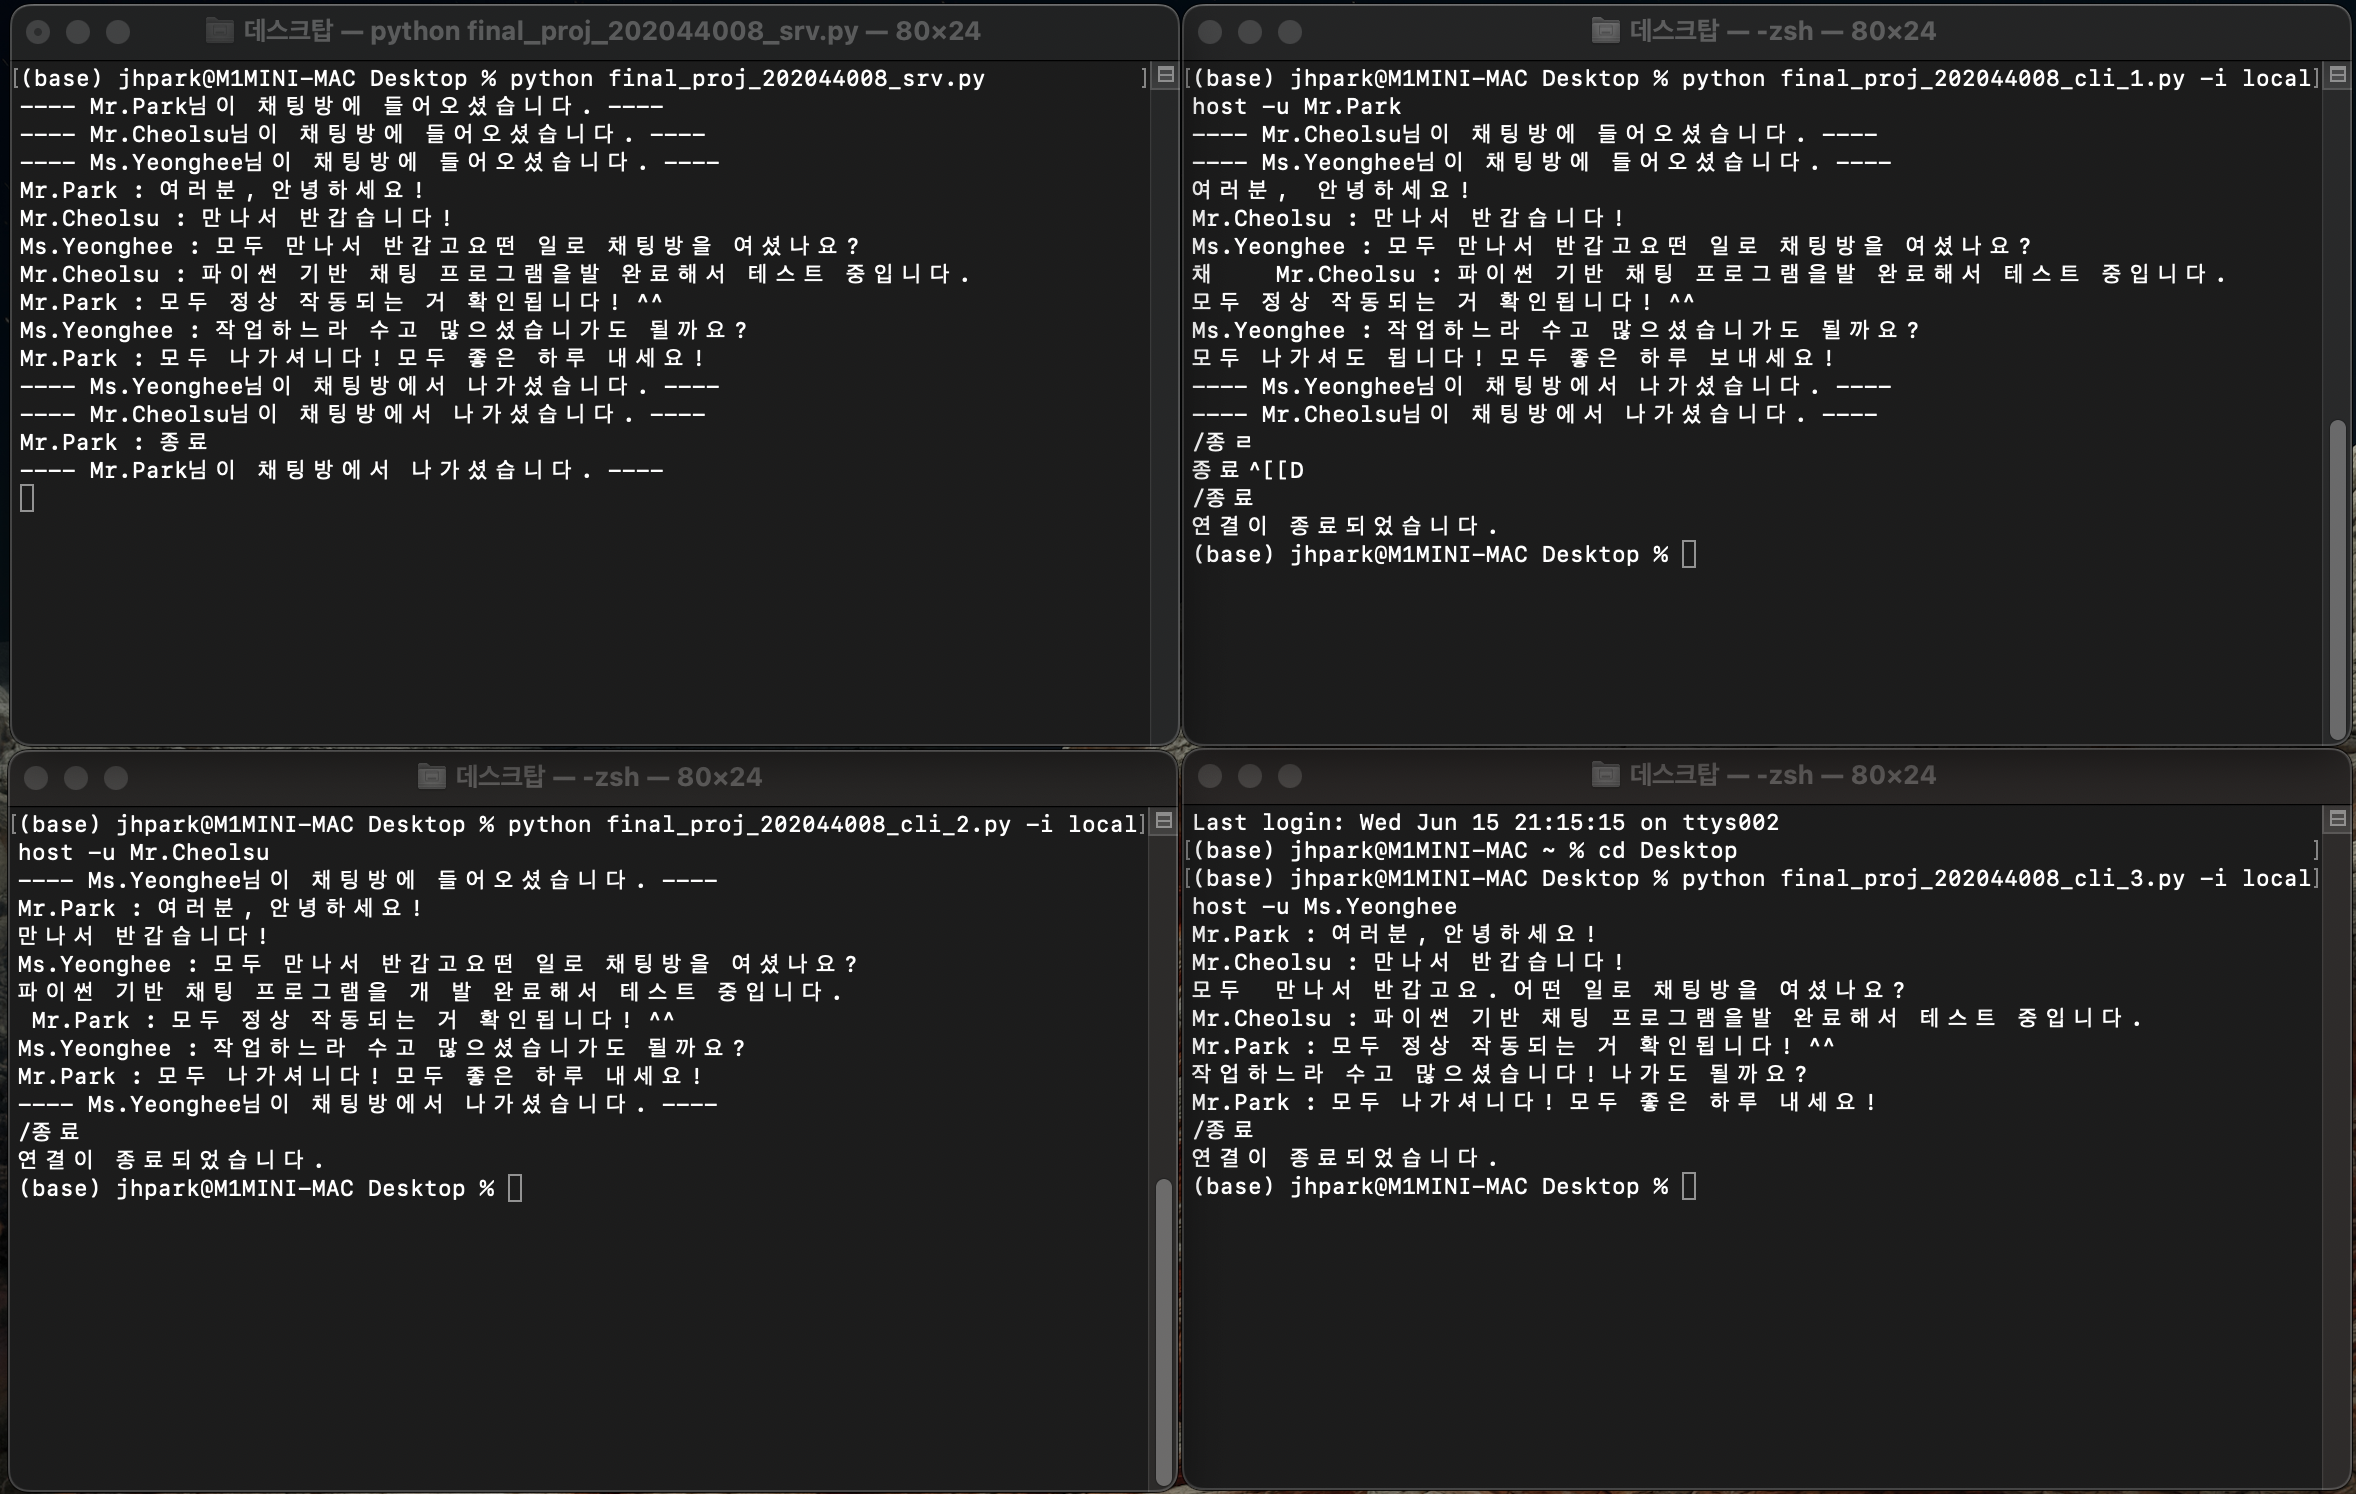 데스크탑 — python final_proj_202044008_srv.py — 80×24
(base) jhpark@M1MINI-MAC Desktop % python final_proj_202044008_srv.py
---- Mr.Park님이 채팅방에 들어오셨습니다. ----
---- Mr.Cheolsu님이 채팅방에 들어오셨습니다. ----
---- Ms.Yeonghee님이 채팅방에 들어오셨습니다. ----
Mr.Park : 여러분, 안녕하세요!
Mr.Cheolsu : 만나서 반갑습니다!
Ms.Yeonghee : 모두 만나서 반갑고요떤 일로 채팅방을 여셨나요?
Mr.Cheolsu : 파이썬 기반 채팅 프로그램을발 완료해서 테스트 중입니다.
Mr.Park : 모두 정상 작동되는 거 확인됩니다! ^^
Ms.Yeonghee : 작업하느라 수고 많으셨습니가도 될까요?
Mr.Park : 모두 나가셔니다! 모두 좋은 하루 내세요!
---- Ms.Yeonghee님이 채팅방에서 나가셨습니다. ----
---- Mr.Cheolsu님이 채팅방에서 나가셨습니다. ----
Mr.Park : 종료
---- Mr.Park님이 채팅방에서 나가셨습니다. ----
데스크탑 — -zsh — 80×24
(base) jhpark@M1MINI-MAC Desktop % python final_proj_202044008_cli_1.py -i local
host -u Mr.Park
---- Mr.Cheolsu님이 채팅방에 들어오셨습니다. ----
---- Ms.Yeonghee님이 채팅방에 들어오셨습니다. ----
여러분, 안녕하세요!
Mr.Cheolsu : 만나서 반갑습니다!
Ms.Yeonghee : 모두 만나서 반갑고요떤 일로 채팅방을 여셨나요?
채 Mr.Cheolsu : 파이썬 기반 채팅 프로그램을발 완료해서 테스트 중입니다.
모두 정상 작동되는 거 확인됩니다! ^^
Ms.Yeonghee : 작업하느라 수고 많으셨습니가도 될까요?
모두 나가셔도 됩니다! 모두 좋은 하루 보내세요!
---- Ms.Yeonghee님이 채팅방에서 나가셨습니다. ----
---- Mr.Cheolsu님이 채팅방에서 나가셨습니다. ----
/종ㄹ
종료^[[D
/종료
연결이 종료되었습니다.
(base) jhpark@M1MINI-MAC Desktop %
데스크탑 — -zsh — 80×24
(base) jhpark@M1MINI-MAC Desktop % python final_proj_202044008_cli_2.py -i local
host -u Mr.Cheolsu
---- Ms.Yeonghee님이 채팅방에 들어오셨습니다. ----
Mr.Park : 여러분, 안녕하세요!
만나서 반갑습니다!
Ms.Yeonghee : 모두 만나서 반갑고요떤 일로 채팅방을 여셨나요?
파이썬 기반 채팅 프로그램을 개 발 완료해서 테스트 중입니다.
Mr.Park : 모두 정상 작동되는 거 확인됩니다! ^^
Ms.Yeonghee : 작업하느라 수고 많으셨습니가도 될까요?
Mr.Park : 모두 나가셔니다! 모두 좋은 하루 내세요!
---- Ms.Yeonghee님이 채팅방에서 나가셨습니다. ----
/종료
연결이 종료되었습니다.
(base) jhpark@M1MINI-MAC Desktop %
데스크탑 — -zsh — 80×24
Last login: Wed Jun 15 21:15:15 on ttys002
(base) jhpark@M1MINI-MAC ~ % cd Desktop
(base) jhpark@M1MINI-MAC Desktop % python final_proj_202044008_cli_3.py -i local
host -u Ms.Yeonghee
Mr.Park : 여러분, 안녕하세요!
Mr.Cheolsu : 만나서 반갑습니다!
모두 만나서 반갑고요.어떤 일로 채팅방을 여셨나요?
Mr.Cheolsu : 파이썬 기반 채팅 프로그램을발 완료해서 테스트 중입니다.
Mr.Park : 모두 정상 작동되는 거 확인됩니다! ^^
작업하느라 수고 많으셨습니다!나가도 될까요?
Mr.Park : 모두 나가셔니다! 모두 좋은 하루 내세요!
/종료
연결이 종료되었습니다.
(base) jhpark@M1MINI-MAC Desktop %